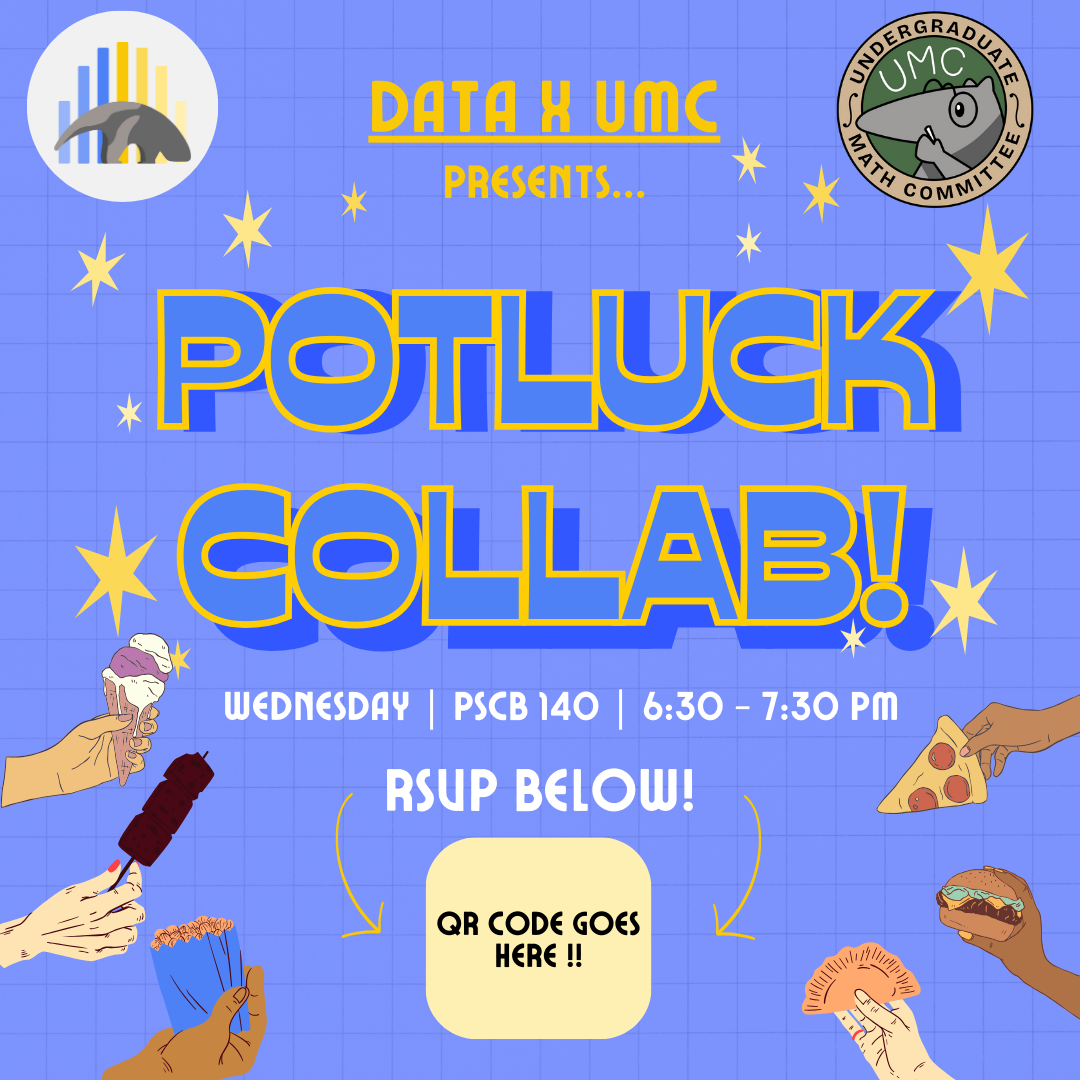 DATA X UMC
PRESENTS...
UNDERGRADUATE
UMC
MATH COMMITTEE
POTLUCK
COLLAB!
WEDNESDAY | PSCB 140 | 6:30 - 7:30 PM
RSUP BELOW!
QR CODE GOES
HERE !!